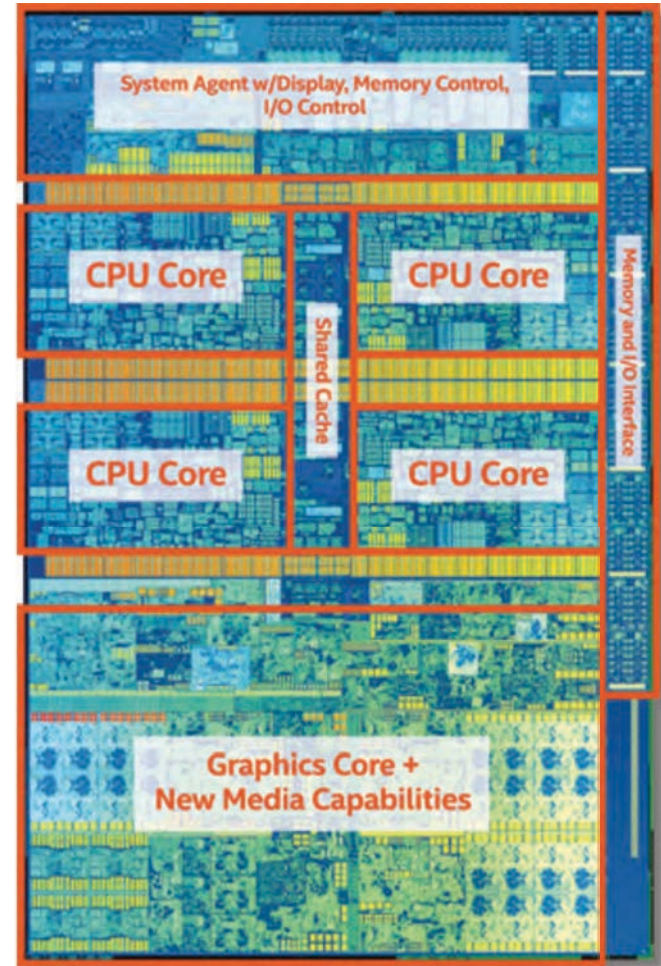 System Agent w/Display, Memory Control,
I/O Control
CPU Core
CPU Core
Shared Cache
Memory and I/O Interface
CPU Core
CPU Core
Graphics Core +
New Media Capabilities